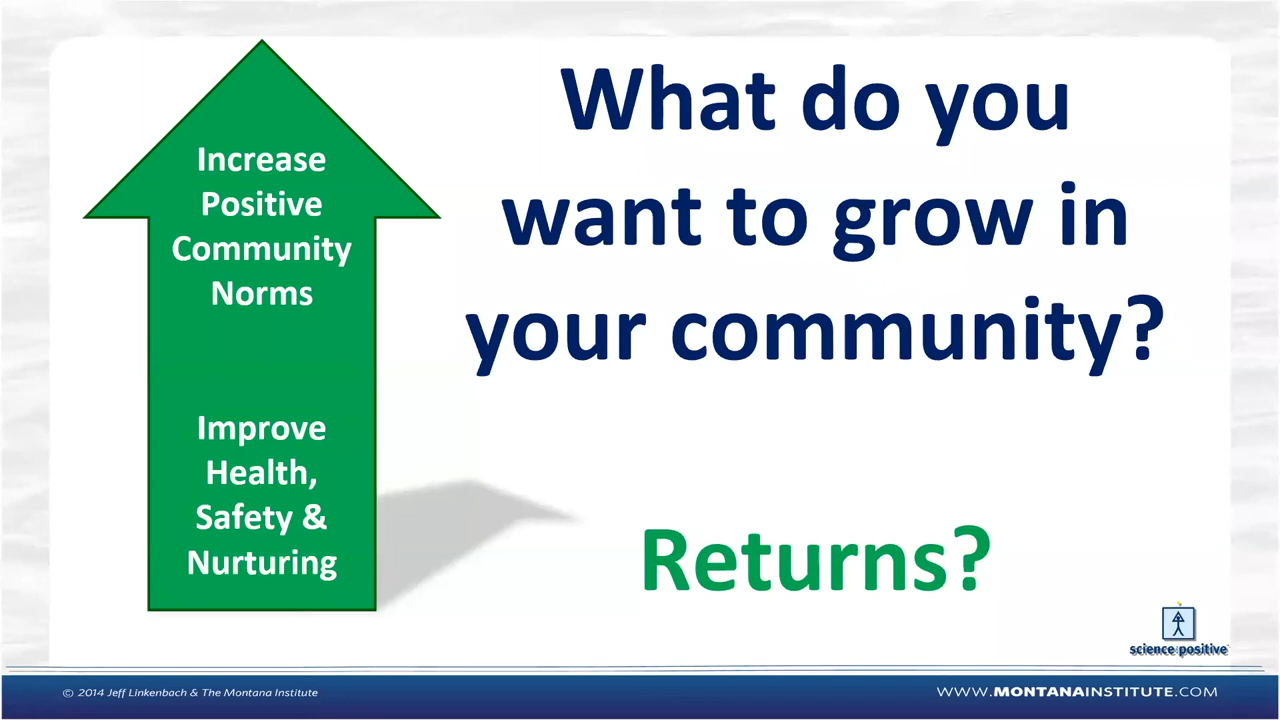 Increase
Positive
Community
Norms
Improve
Health,
Safety &
Nurturing
What do you
want to grow in
your community?
Returns?
science positive
© 2014 Jeff Linkenbach & The Montana Institute
WWW.MONTANAINSTITUTE.COM